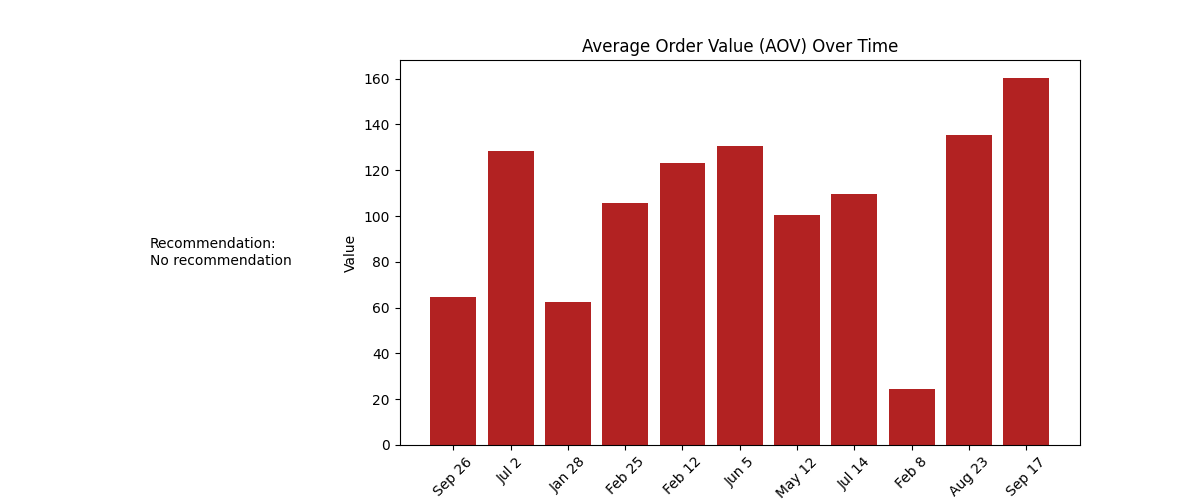 Average Order Value (AOV) Over Time
Recommendation:
No recommendation
Value
160
140
120
100
80
60
40
20
0
Sep 26
Jul 2
Jan 28
Feb 25
Feb 12
Jun 5
May 12
Jul 14
Feb 8
Aug 23
Sep 17